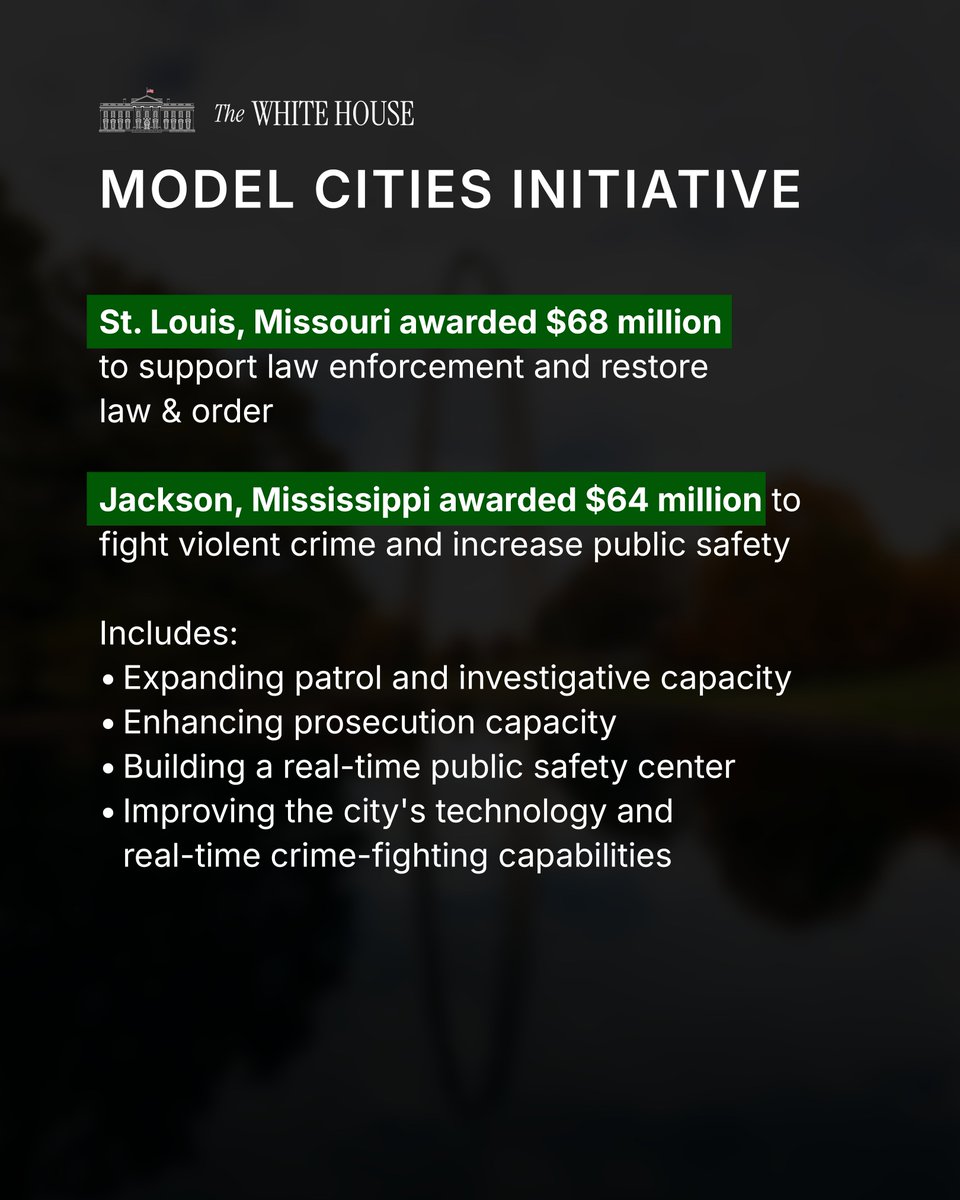 The WHITE HOUSE
MODEL CITIES INITIATIVE
St. Louis, Missouri awarded $68 million
to support law enforcement and restore
law & order
Jackson, Mississippi awarded $64 million to
fight violent crime and increase public safety
Includes:
• Expanding patrol and investigative capacity
• Enhancing prosecution capacity
• Building a real-time public safety center
• Improving the city's technology and
real-time crime-fighting capabilities